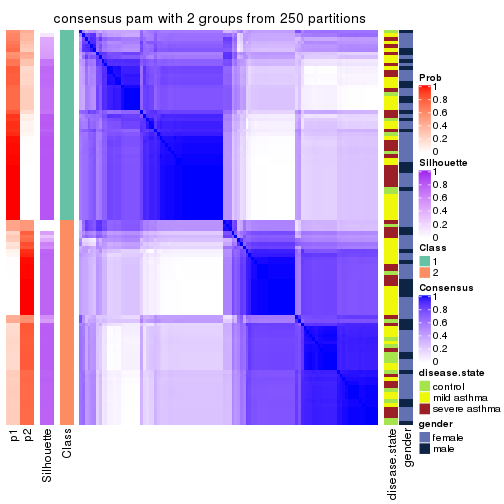 consensus pam with 2 groups from 250 partitions
Prob
1
0.8
0.6
0.4
0.2
0
Silhouette
1
0.8
0.6
0.4
0.2
0
Class
1
2
Consensus
1
0.8
0.6
0.4
0.2
0
disease.state
control
mild asthma
severe asthma
gender
female
male
p1
p2
Silhouette
Class
disease.state
gender